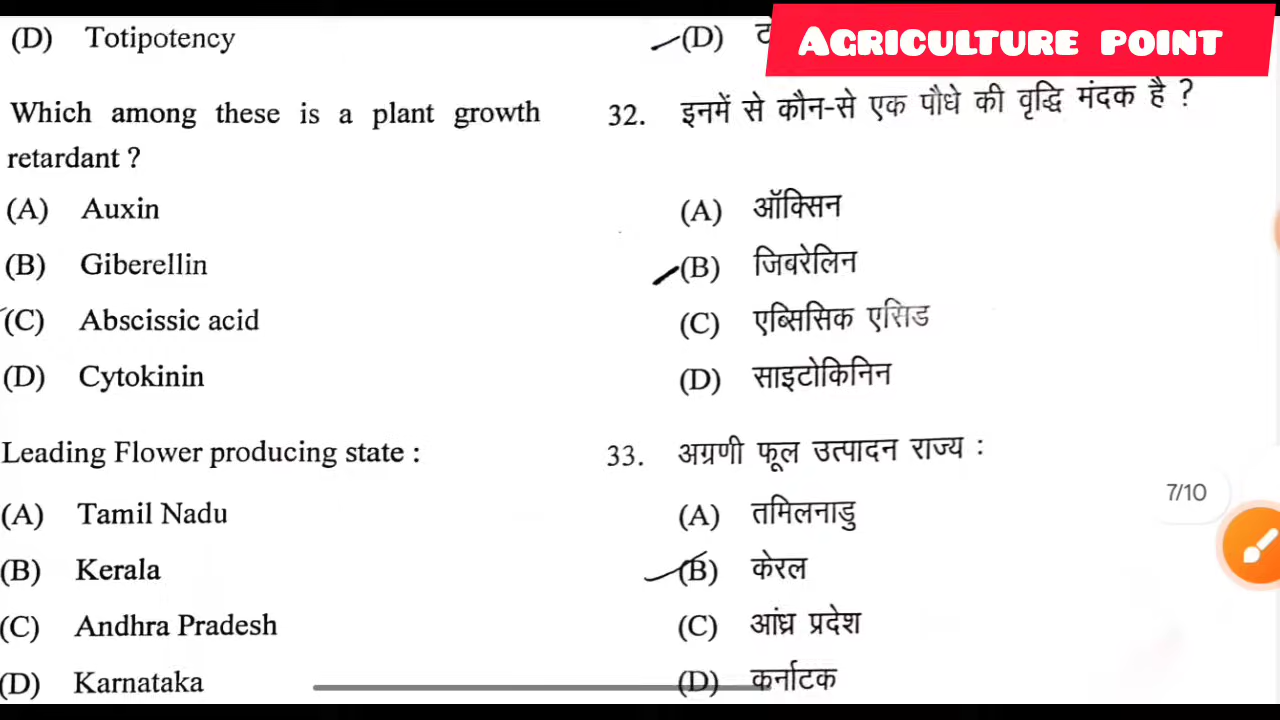 AGRICULTURE POINT
(D) Totipotency
Which among these is a plant growth
retardant ?
(A) Auxin
(B) Giberellin
(C) Abscissic acid
(D) Cytokinin
Leading Flower producing state :
(A) Tamil Nadu
(B) Kerala
(C) Andhra Pradesh
(D) Karnataka
(D)
32. इनमें से कौन-से एक पौधे की वृद्धि मंदक है ?
(A) ऑक्सिन
(B) जिबरेलिन
(C) एब्सिसिक एसिड
(D) साइटोकिनिन
33. अग्रणी फूल उत्पादन राज्य :
(A) तमिलनाडु
(B) केरल
(C) आंध्र प्रदेश
(D) कर्नाटक
7/10